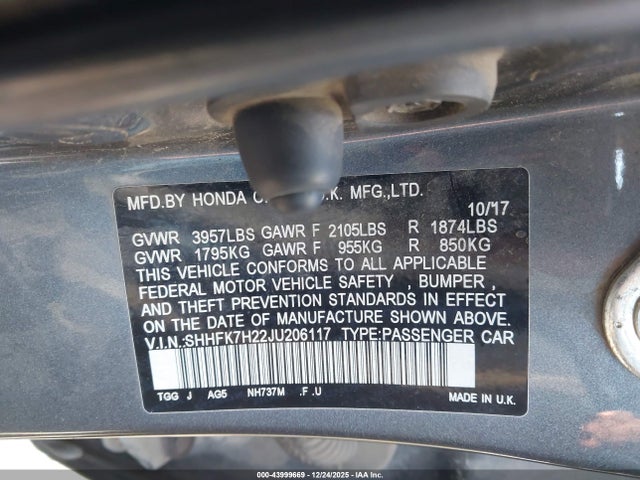 MFD.BY HONDA C. .K. MFG.,LTD.
10/17
GVWR 3957LBS GAWR F 2105LBS R 1874LBS
GVWR 1795KG GAWR F 955KG R 850KG
THIS VEHICLE CONFORMS TO ALL APPLICABLE
FEDERAL MOTOR VEHICLE SAFETY , BUMPER ,
AND THEFT PREVENTION STANDARDS IN EFFECT
ON THE DATE OF MANUFACTURE SHOWN ABOVE.
V.I.N.:SHHFK7H22JU206117 TYPE:PASSENGER CAR
TGG J AG5 NH737M .F .U
MADE IN U.K.
000-43999669 - 12/24/2025 - IAA Inc.